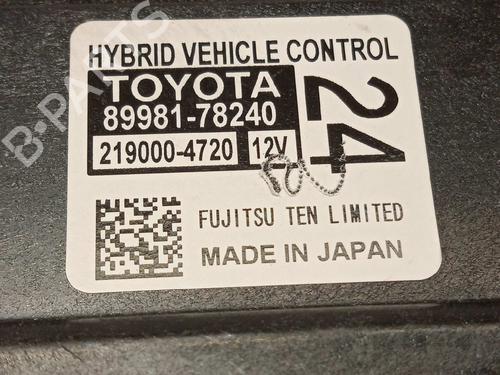 HYBRID VEHICLE CONTROL
TOYOTA
89981-78240
219000-4720 12V
24
FUJITSU TEN LIMITED
MADE IN JAPAN
B-PARTS